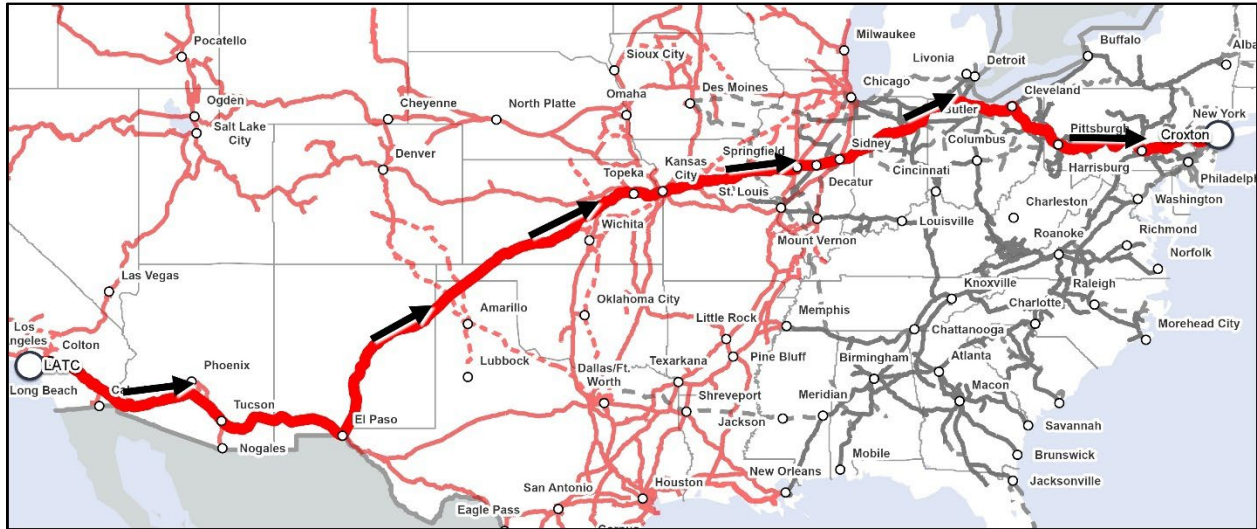 Pocatello
Ogden
Salt Lake
City
Cheyenne
Denver
North Platte
Sioux City
Omaha
Des Moines
Milwaukee
Chicago
Livonia
Detroit
Buffalo
Cleveland
New York
Butler
Pittsburgh
Croxton
Topeka
Kansas
City
Springfield
Sidney
Columbus
Harrisburg
Philadelph
Decatur
Cincinnati
St. Louis
Washington
Wichita
Charleston
Louisville
Roanoke
Richmond
Mount Vernon
Norfolk
Las Vegas
Amarillo
Oklahoma City
Knoxville
Raleigh
Charlotte
Los
Angeles
Colton
LATC
Long Beach
Phoenix
Lubbock
Little Rock
Memphis
Chattanooga
Morehead City
Pine Bluff
Texarkana
Birmingham
Atlanta
Dallas/Ft.
Worth
Macon
Tucson
El Paso
Shreveport
Meridian
Jackson
Savannah
Nogales
Mobile
Brunswick
New Orleans
Jacksonville
San Antonio
Houston
Eagle Pass